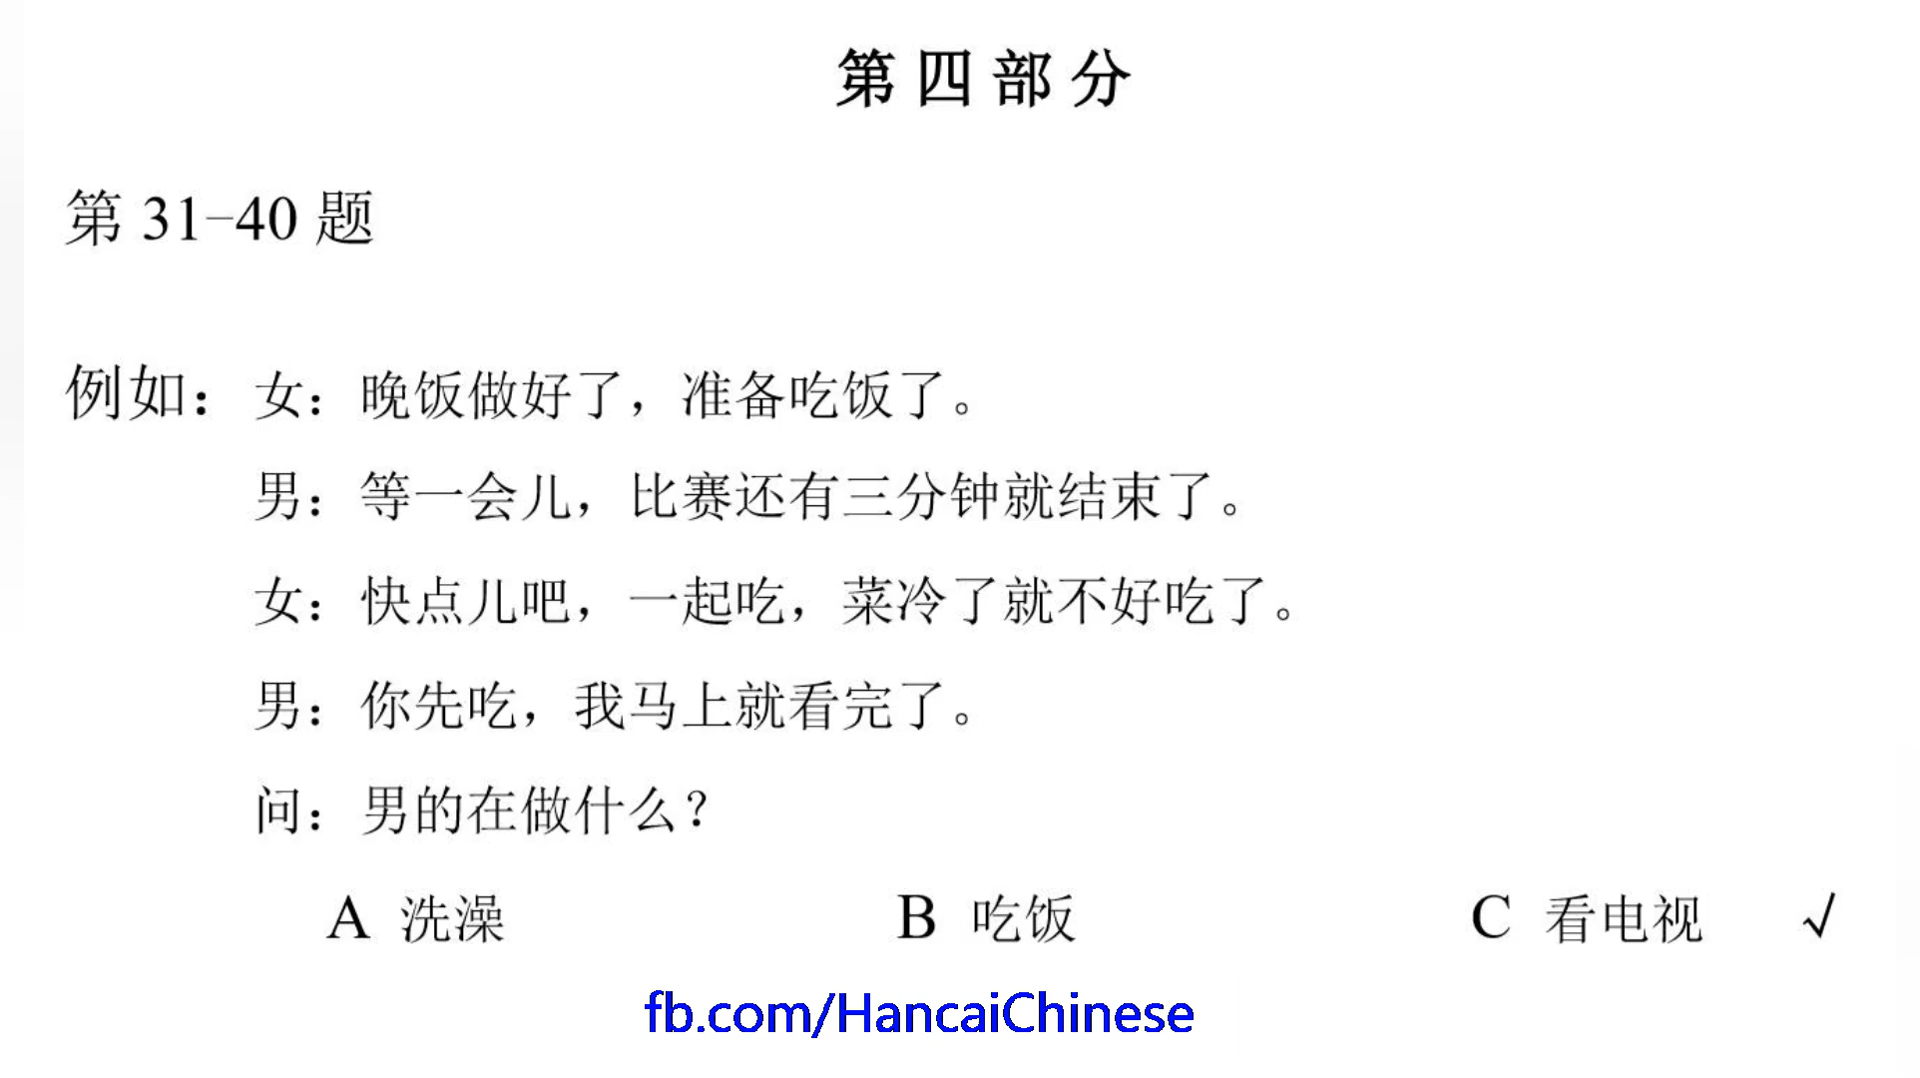 第四部分
第 31-40 题
例如：女：晚饭做好了，准备吃饭了。
男：等一会儿，比赛还有三分钟就结束了。
女：快点儿吧，一起吃，菜冷了就不好吃了。
男：你先吃，我马上就看完了。
问：男的在做什么？
A 洗澡 B 吃饭 C 看电视 √
fb.com/HancaiChinese